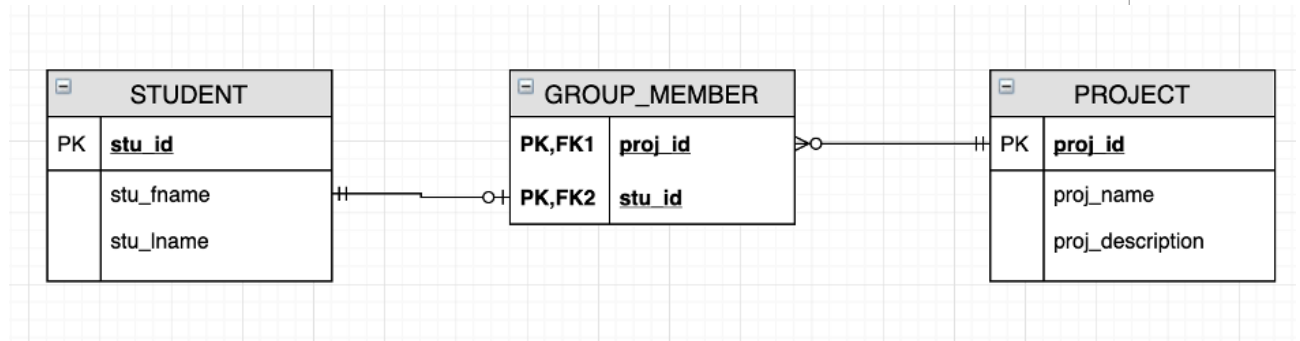 STUDENT
PK stu_id
stu_fname
stu_lname
GROUP_MEMBER
PK,FK1 proj_id
PK,FK2 stu_id
PROJECT
PK proj_id
proj_name
proj_description